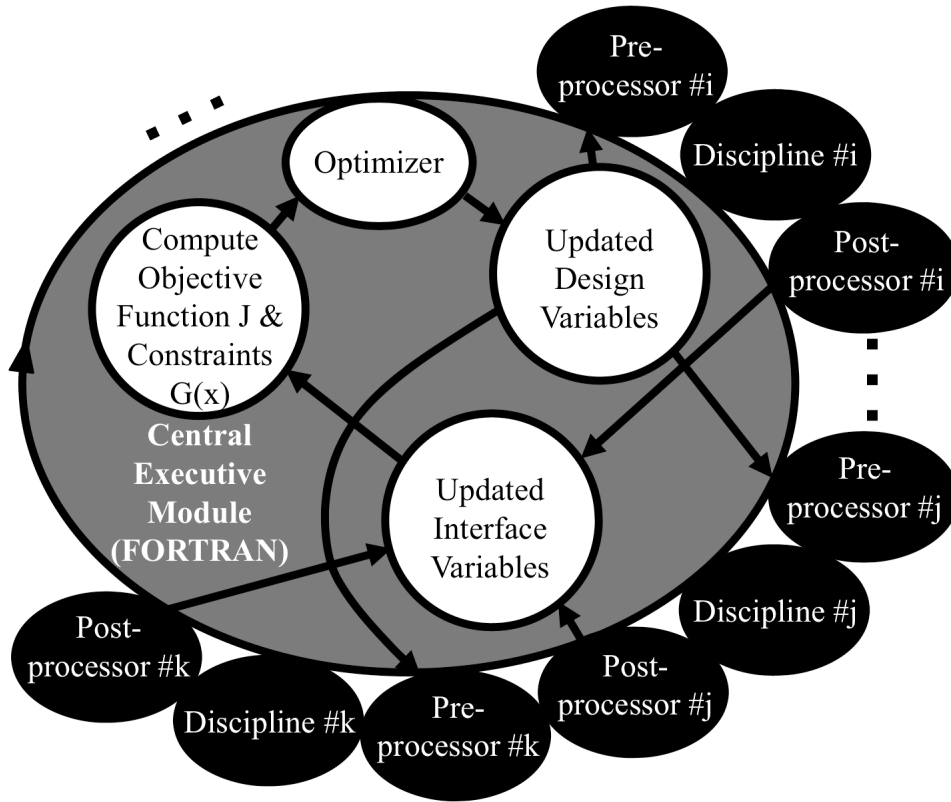 Pre-
processor #i
Discipline #i
Post-
processor #i
Optimizer
Updated
Design
Variables
Compute
Objective
Function J &
Constraints
G(x)
Central
Executive
Module
(FORTRAN)
Updated
Interface
Variables
Pre-
processor #j
Discipline #j
Post-
processor #j
Pre-
processor #k
Discipline #k
Post-
processor #k